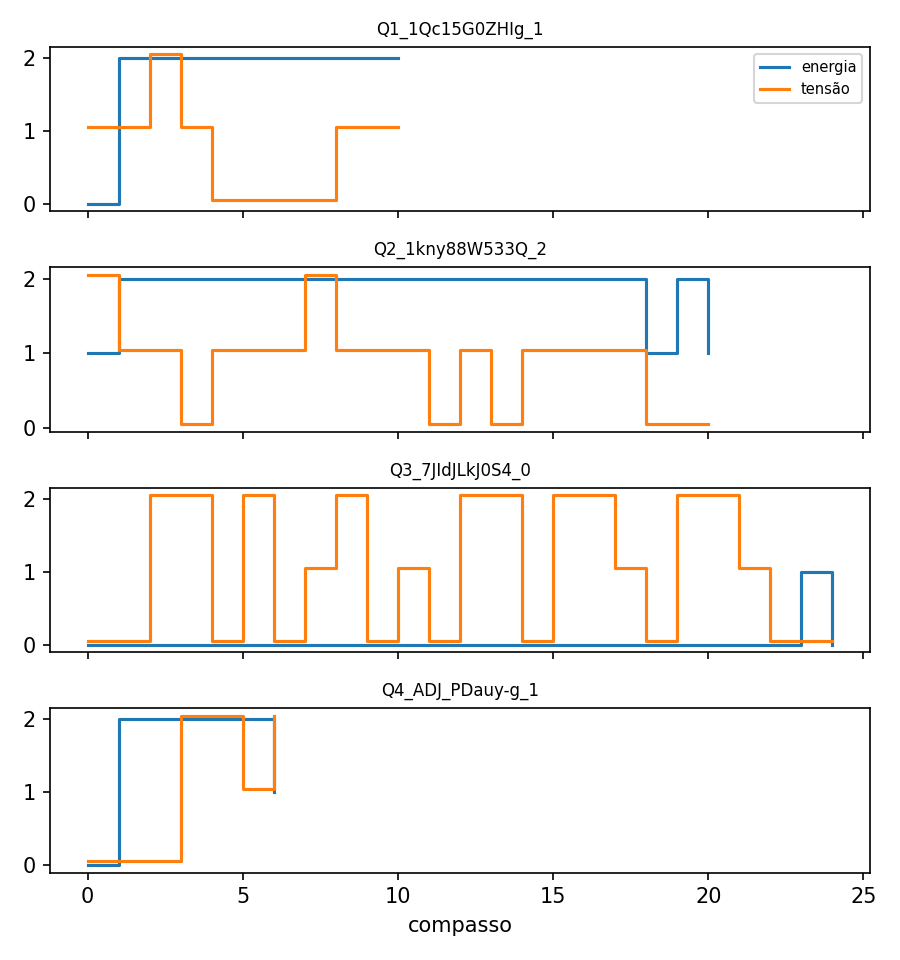 Q1_1Qc15G0ZHIg_1
2
1
0
energia
tensão
Q2_1kny88W533Q_2
2
1
0
Q3_7JIdJLkJ0S4_0
2
1
0
Q4_ADJ_PDauy-g_1
2
1
0
0 5 10 15 20 25
compasso